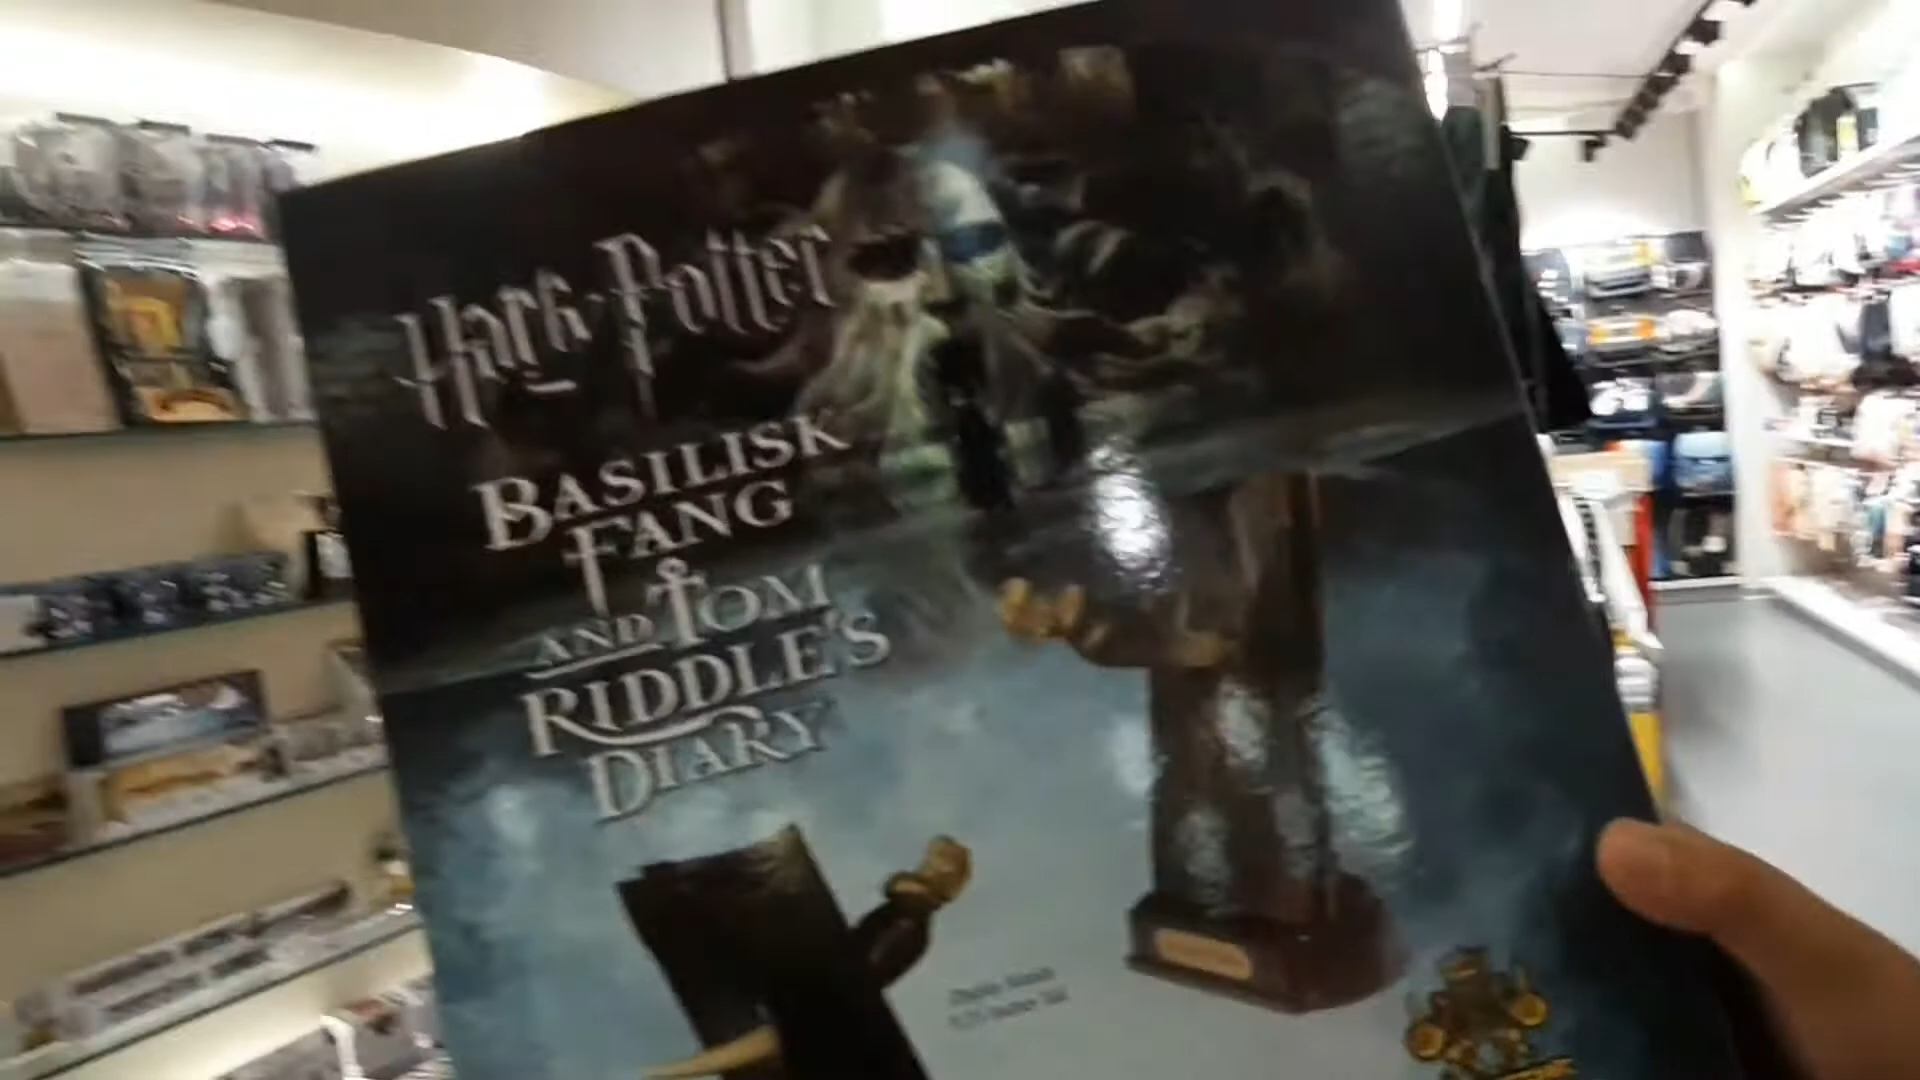 Harry Potter
BASILISK
FANG
AND TOM
RIDDLE'S
DIARY